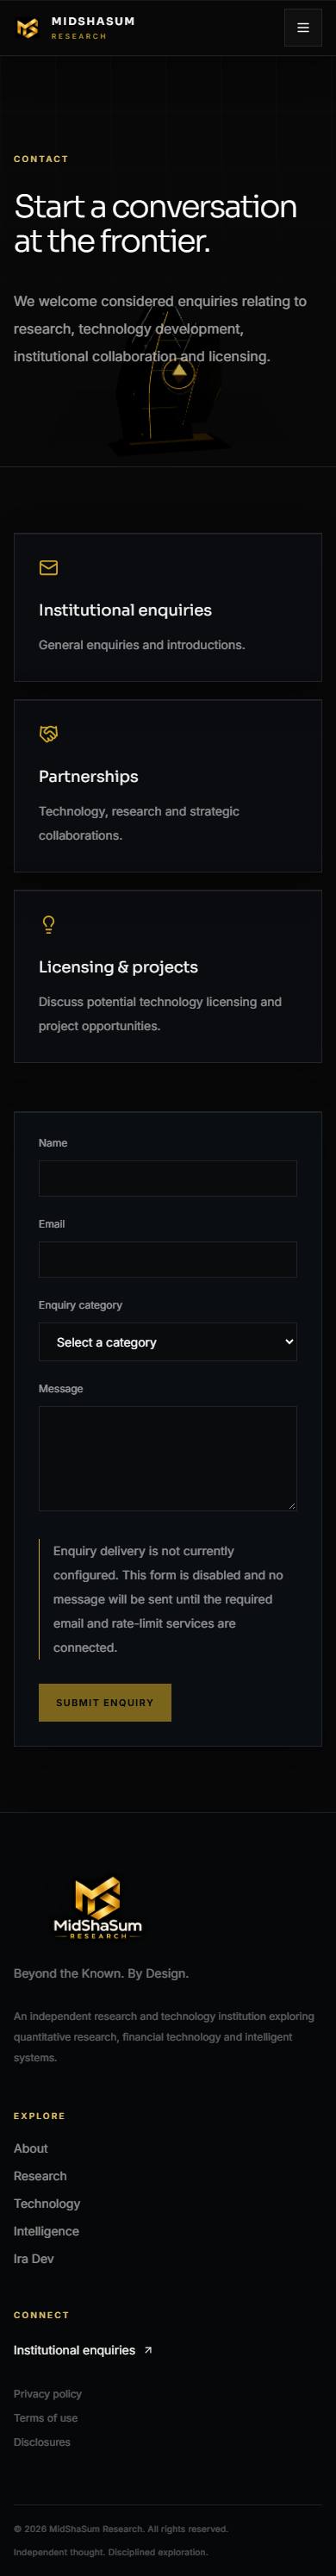 MIDSHASUM
RESEARCH
CONTACT
Start a conversation
at the frontier.
We welcome considered enquiries relating to
research, technology development,
institutional collaboration and licensing.
Institutional enquiries
General enquiries and introductions.
Partnerships
Technology, research and strategic
collaborations.
Licensing & projects
Discuss potential technology licensing and
project opportunities.
Name
Email
Enquiry category
Select a category
Message
Enquiry delivery is not currently
configured. This form is disabled and no
message will be sent until the required
email and rate-limit services are
connected.
SUBMIT ENQUIRY
MidShaSum
RESEARCH
Beyond the Known. By Design.
An independent research and technology institution exploring
quantitative research, financial technology and intelligent
systems.
EXPLORE
About
Research
Technology
Intelligence
Ira Dev
CONNECT
Institutional enquiries
Privacy policy
Terms of use
Disclosures
© 2026 MidShaSum Research. All rights reserved.
Independent thought. Disciplined exploration.